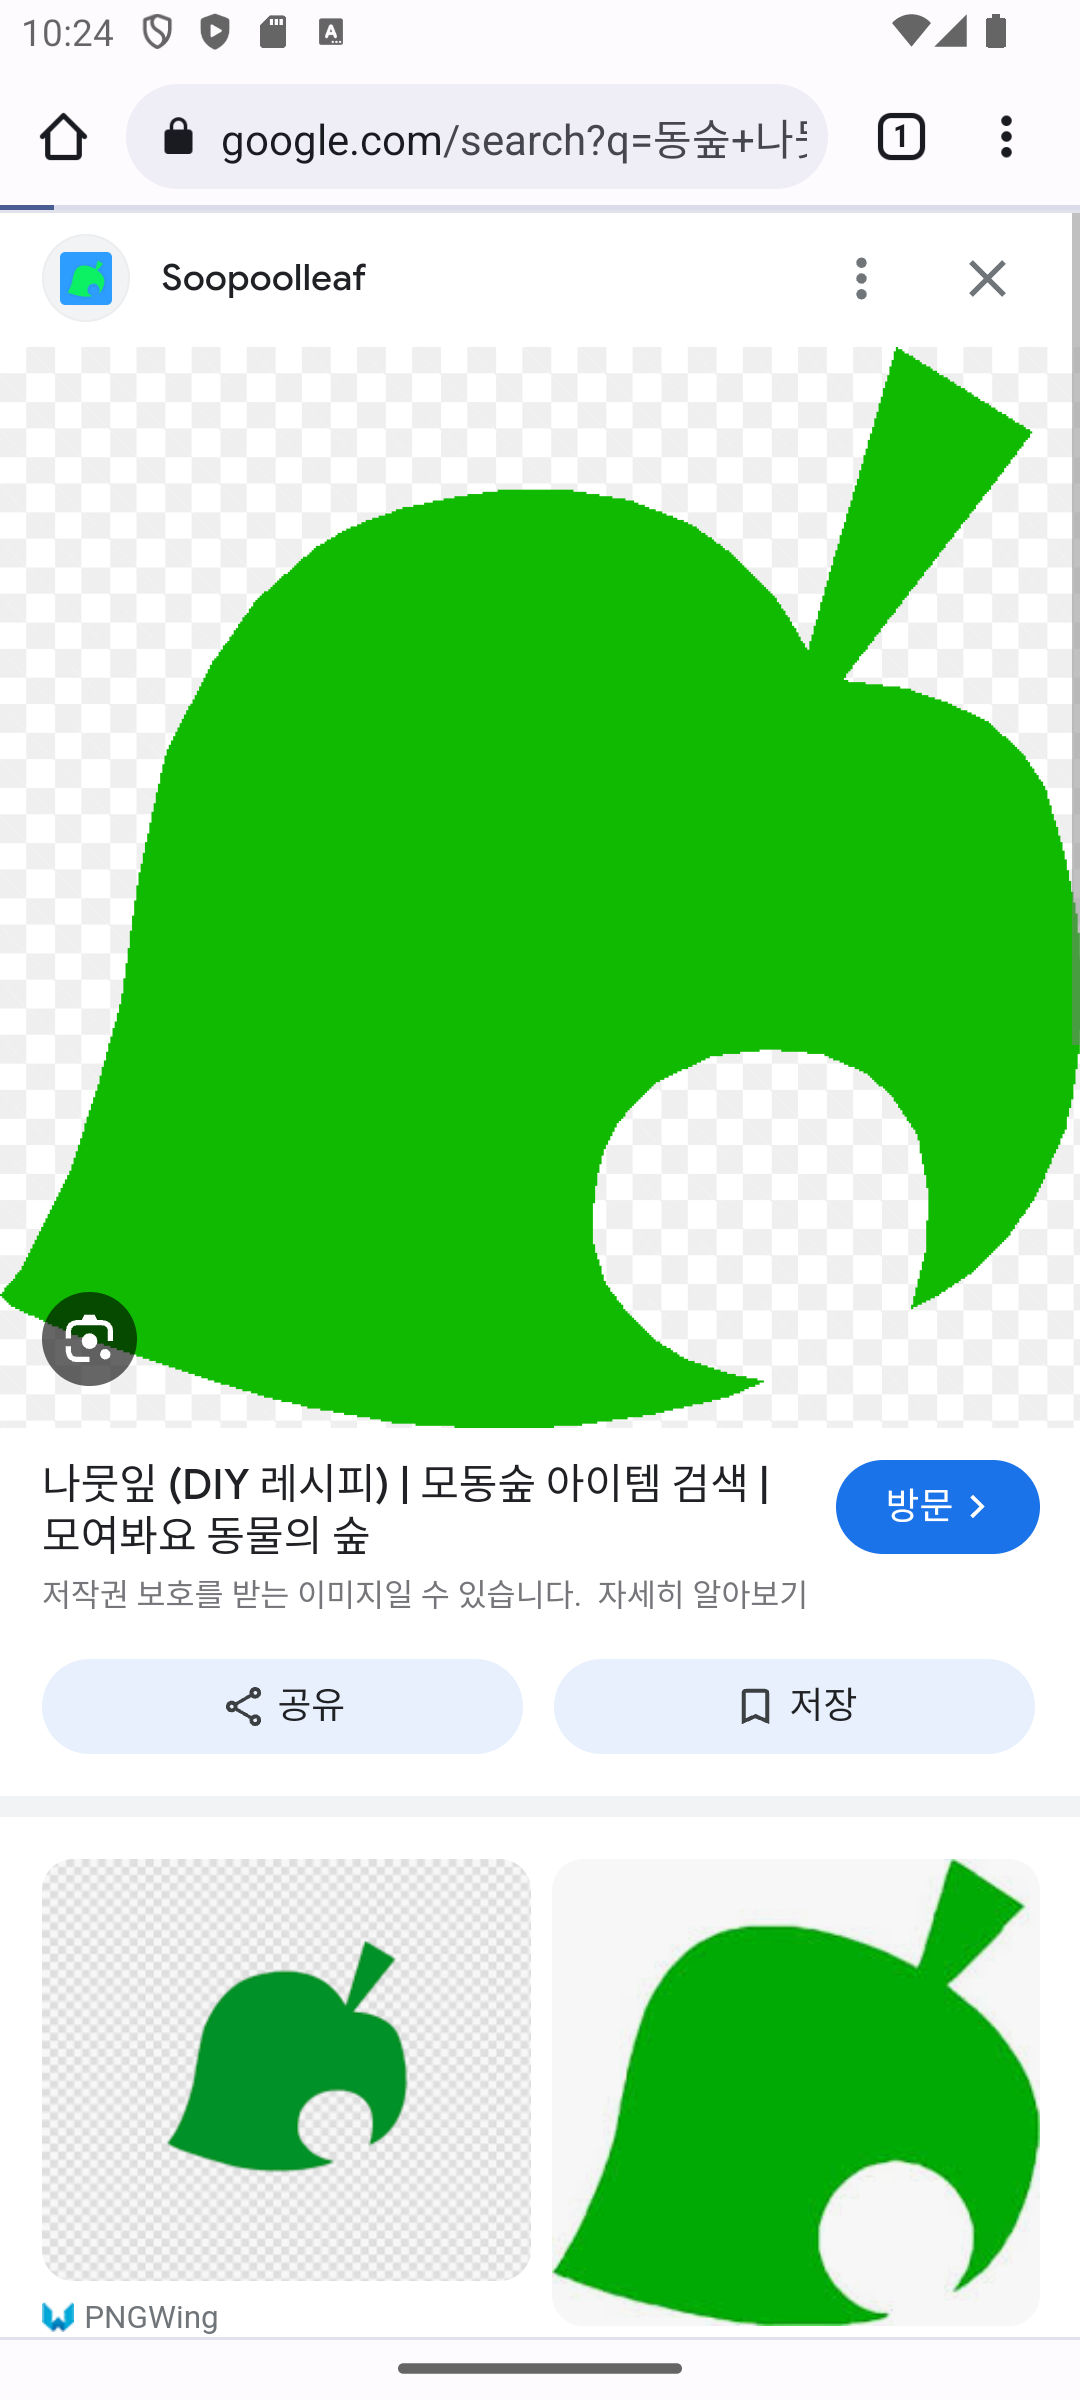 10:24
A
google.com/search?q=동숲+나
1
Soopoolleaf
나뭇잎 (DIY 레시피) | 모동숲 아이템 검색 |
모여봐요 동물의 숲
방문
저작권 보호를 받는 이미지일 수 있습니다. 자세히 알아보기
공유
저장
PNGWing